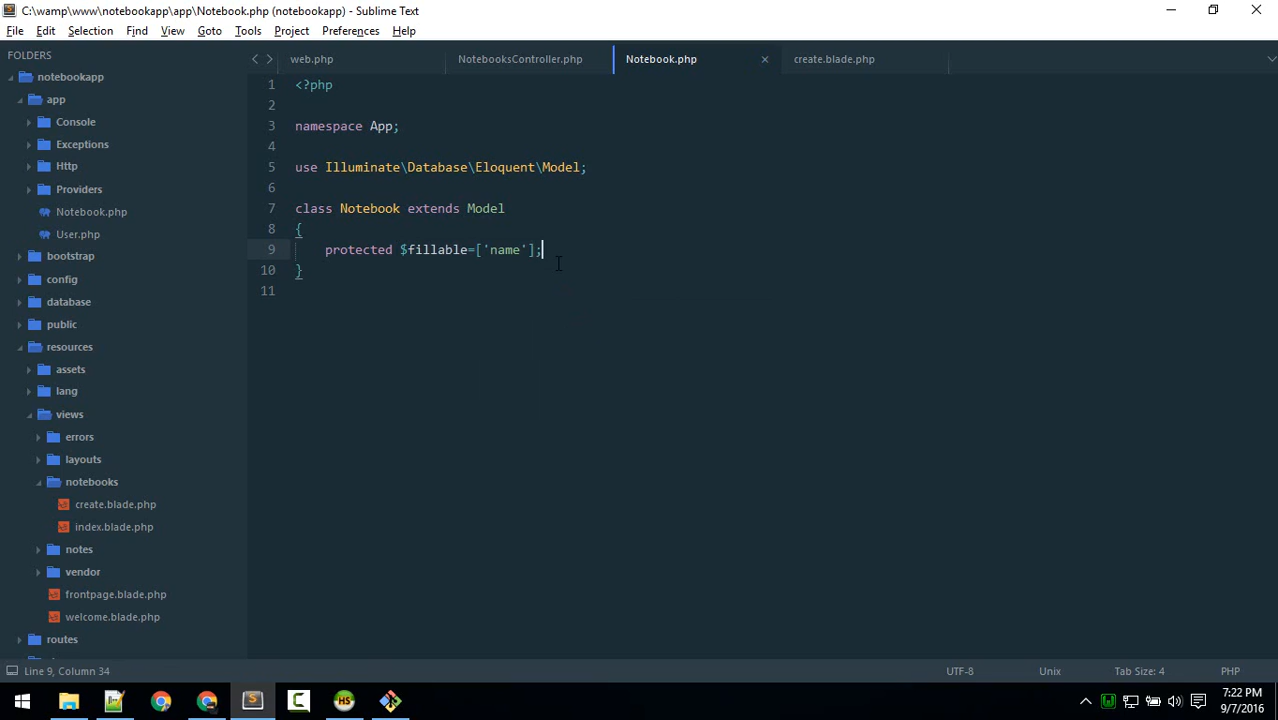 C:\wamp\www\notebookapp\app\Notebook.php (notebookapp) - Sublime Text
File Edit Selection Find View Goto Tools Project Preferences Help
FOLDERS
notebookapp
app
Console
Exceptions
Http
Providers
Notebook.php
User.php
bootstrap
config
database
public
resources
assets
lang
views
errors
layouts
notebooks
create.blade.php
index.blade.php
notes
vendor
frontpage.blade.php
welcome.blade.php
routes
web.php NotebooksController.php Notebook.php × create.blade.php
1 <?php
2
3 namespace App;
4
5 use Illuminate\Database\Eloquent\Model;
6
7 class Notebook extends Model
8 {
9 protected $fillable=['name'];
10 }
11
Line 9, Column 34 UTF-8 Unix Tab Size: 4 PHP
7:22 PM
9/7/2016